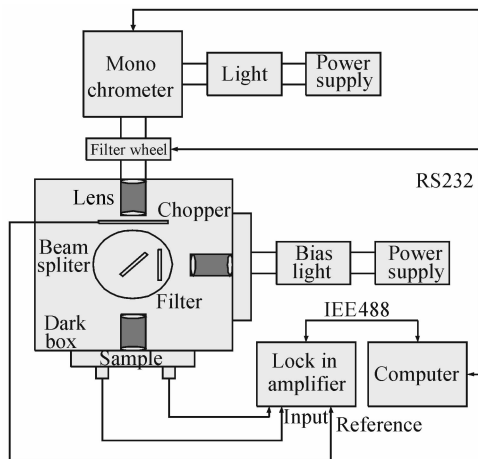 Mono
chrometer
Light
Power
supply
Filter wheel
RS232
Lens
Chopper
Beam
spliter
Filter
Bias
light
Power
supply
Dark
box
Sample
IEE488
Lock in
amplifier
Computer
Input
Reference